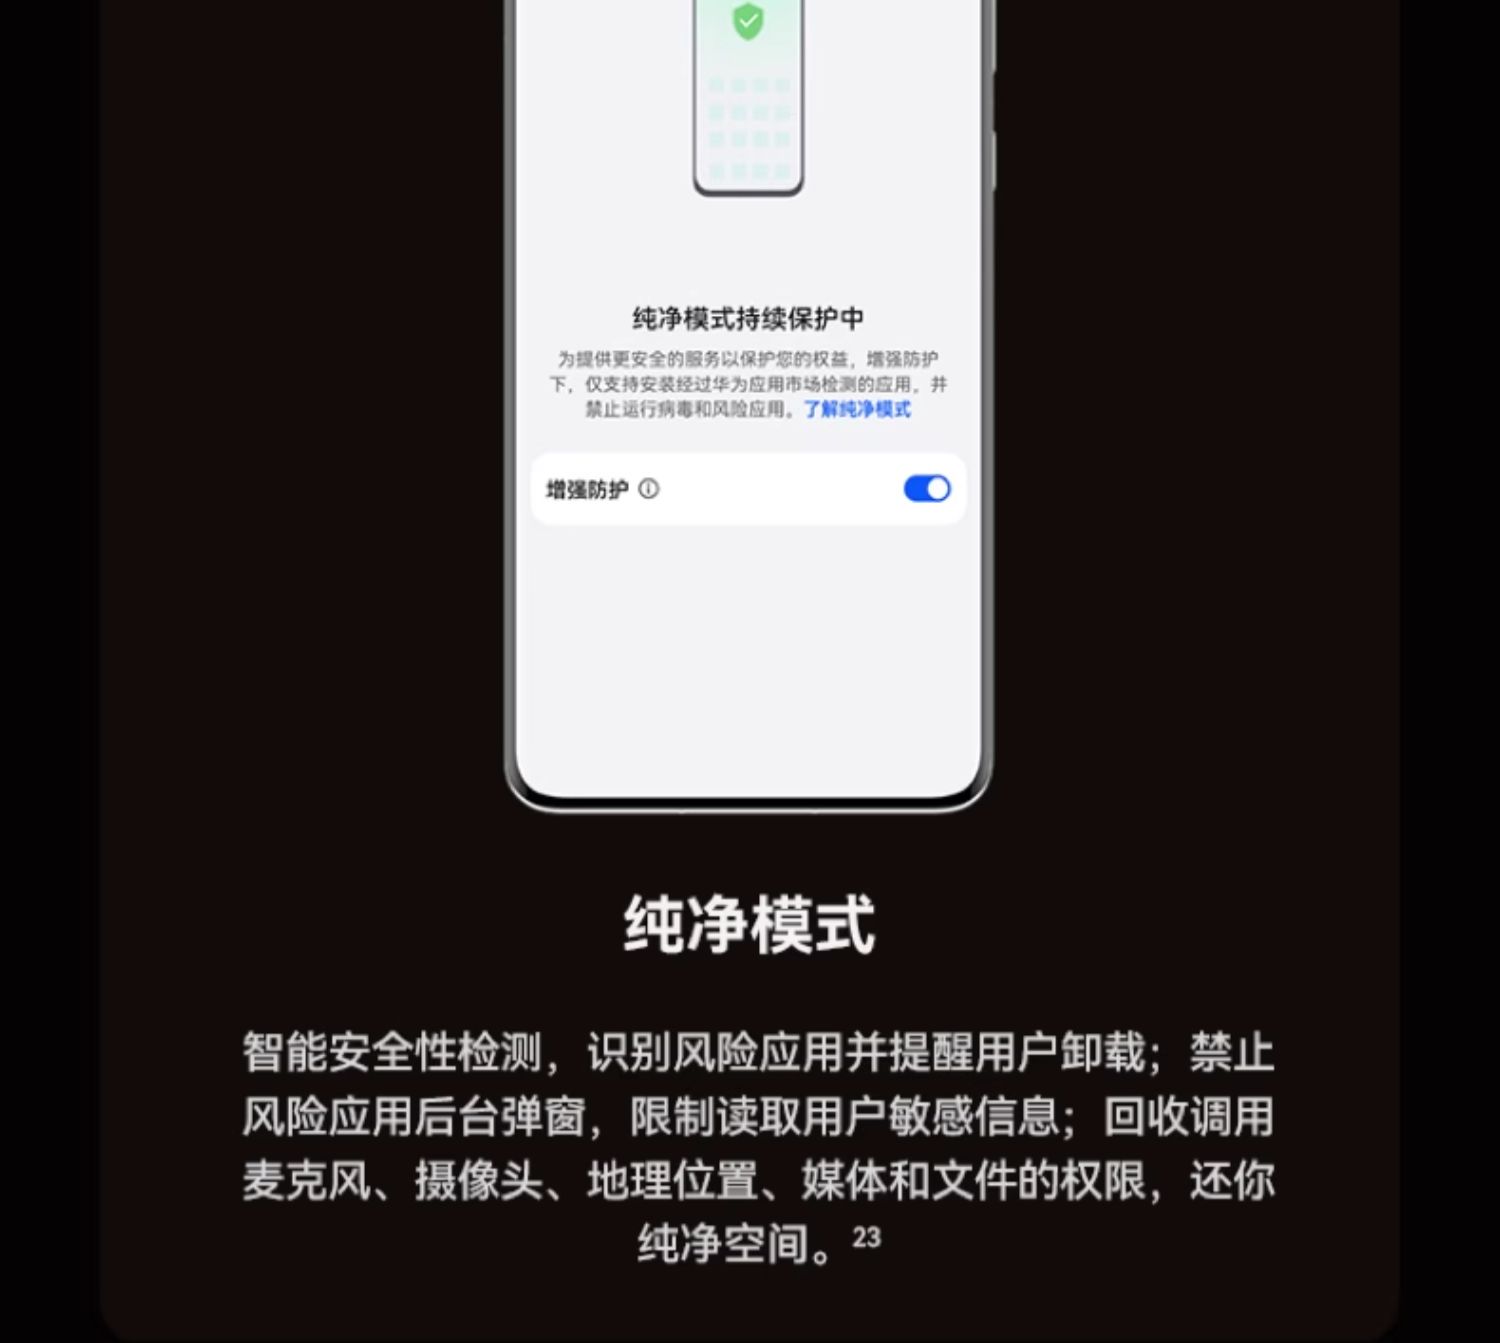 纯净模式持续保护中
为提供更安全的服务以保护您的权益，增强防护
下，仅支持安装经过华为应用市场检测的应用，并
禁止运行病毒和风险应用。了解纯净模式
增强防护
纯净模式
智能安全性检测，识别风险应用并提醒用户卸载；禁止
风险应用后台弹窗，限制读取用户敏感信息；回收调用
麦克风、摄像头、地理位置、媒体和文件的权限，还你
纯净空间。23